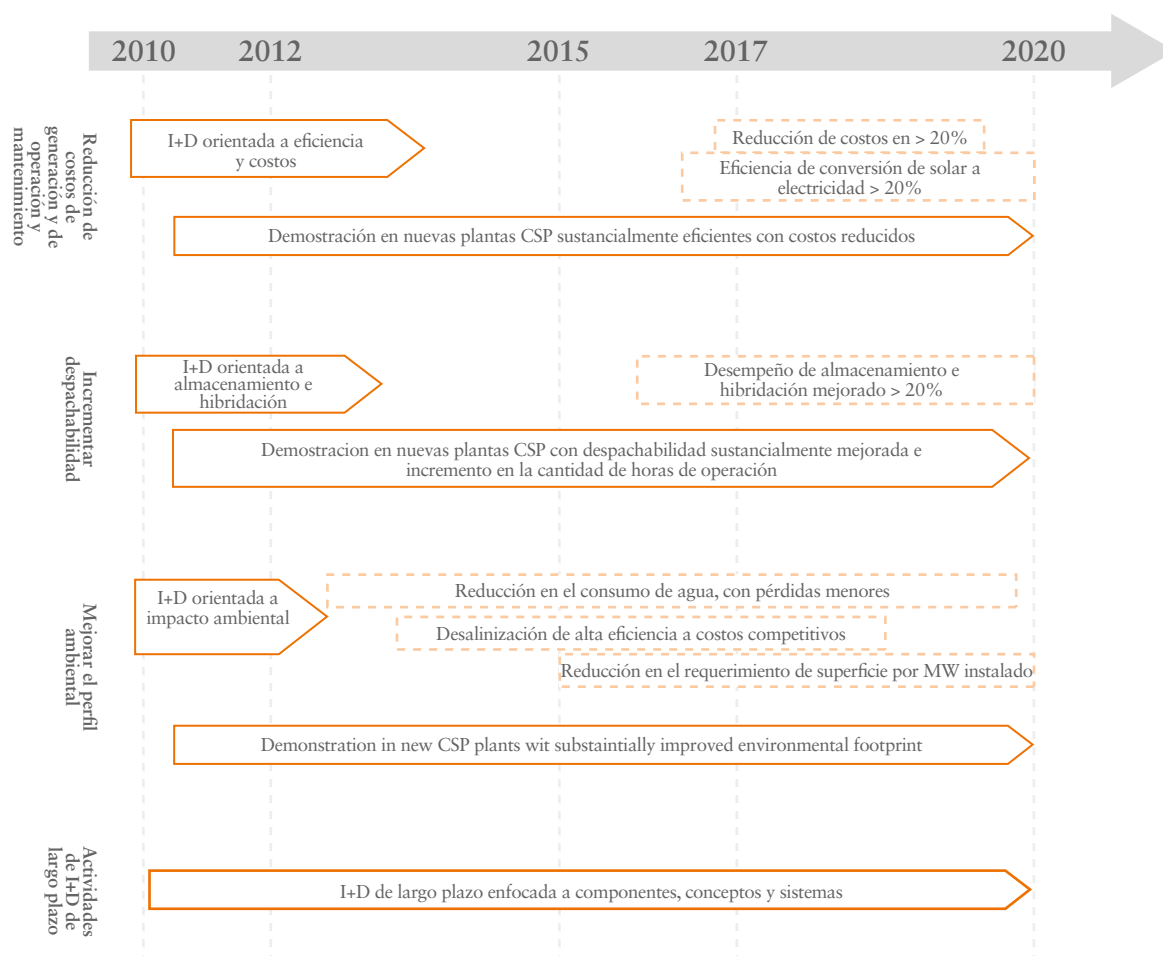 2010 2012 2015 2017 2020
Reducción de
costos de
generación y de
operación y
mantenimiento
I+D orientada a eficiencia
y costos
Reducción de costos en > 20%
Eficiencia de conversión de solar a
electricidad > 20%
Demostración en nuevas plantas CSP sustancialmente eficientes con costos reducidos
Incrementar
despachabilidad
I+D orientada a
almacenamiento e
hibridación
Desempeño de almacenamiento e
hibridación mejorado > 20%
Demostracion en nuevas plantas CSP con despachabilidad sustancialmente mejorada e
incremento en la cantidad de horas de operación
Mejorar el perfil
ambiental
I+D orientada a
impacto ambiental
Reducción en el consumo de agua, con pérdidas menores
Desalinización de alta eficiencia a costos competitivos
Reducción en el requerimiento de superficie por MW instalado
Demonstration in new CSP plants wit substaintially improved environmental footprint
Actividades
de I+D de
largo plazo
I+D de largo plazo enfocada a componentes, conceptos y sistemas